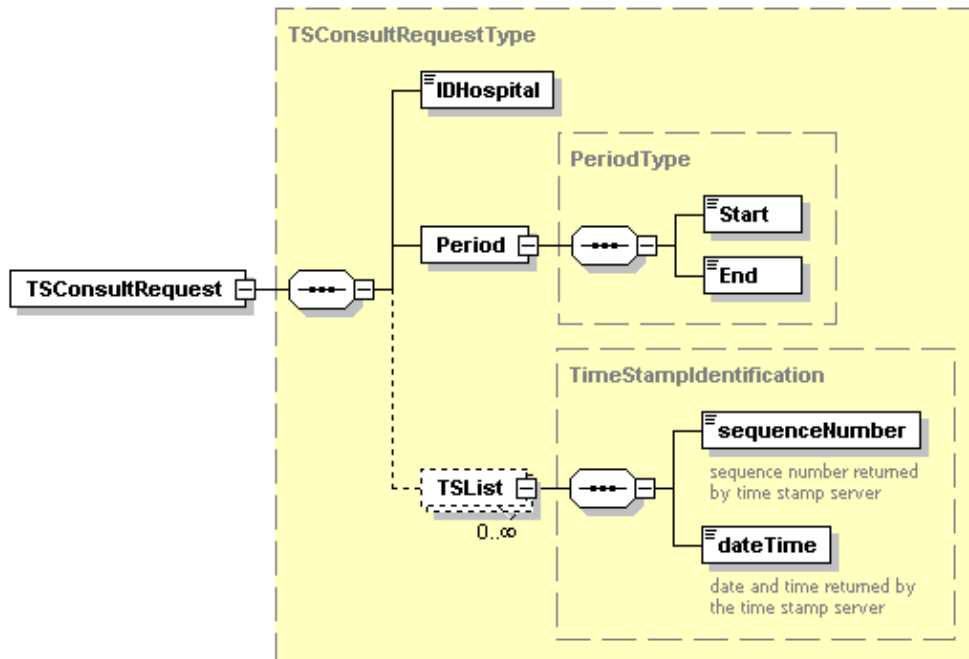 TSConsultRequestType
IDHospital
PeriodType
Start
Period
End
TSConsultRequest
TimeStampIdentification
sequenceNumber
sequence number returned
by time stamp server
TSList
0..∞
dateTime
date and time returned by
the time stamp server